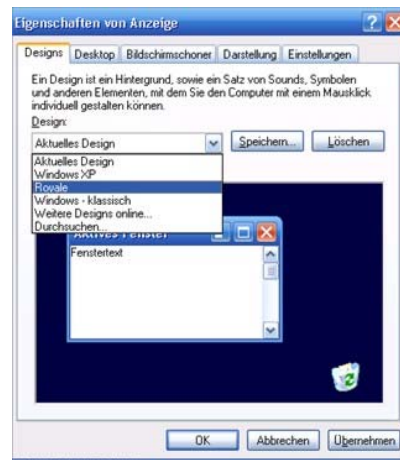 Eigenschaften von Anzeige
Designs Desktop Bildschirmschoner Darstellung Einstellungen
Ein Design ist ein Hintergrund, sowie ein Satz von Sounds, Symbolen
und anderen Elementen, mit dem Sie den Computer mit einem Mausklick
individuell gestalten können.
Design:
Aktuelles Design Speichern... Löschen
Aktuelles Design
Windows XP
Royale
Windows - klassisch
Weitere Designs online...
Durchsuchen...
Aktives Fenster
Fenstertext
OK Abbrechen Übernehmen